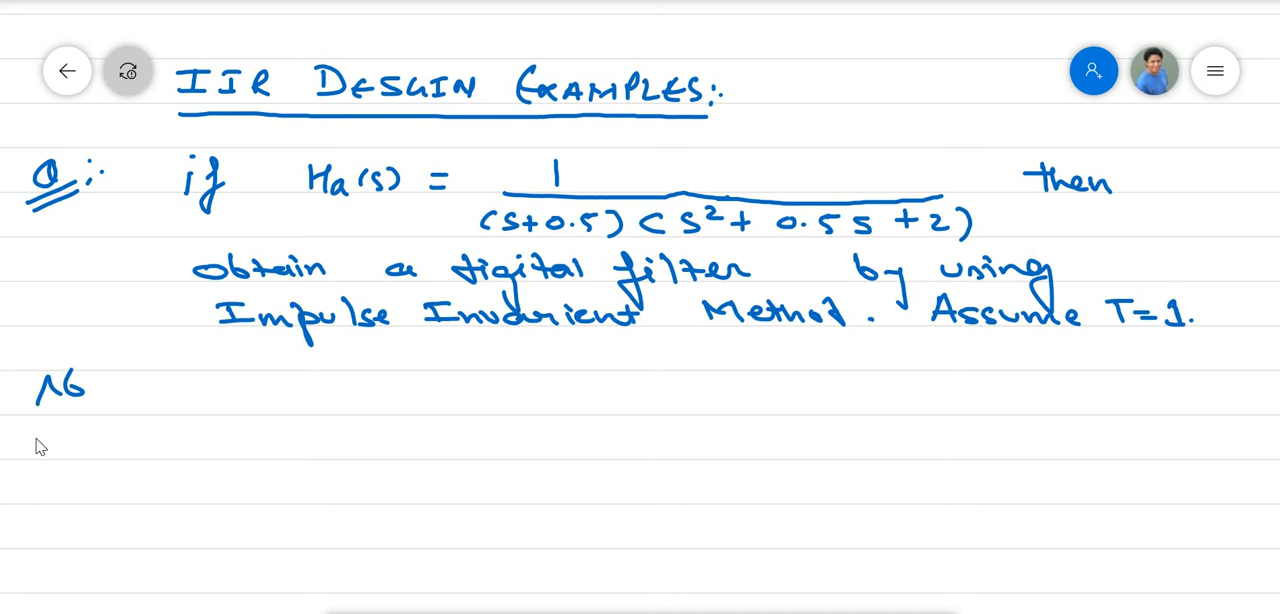 IIR DESGIN EXAMPLES:
Q :- if Ha(s) = 1 / (s+0.5) (s² + 0.5s + 2) then
obtain a digital filter by using
Impulse Invarient Method. Assume T=1.